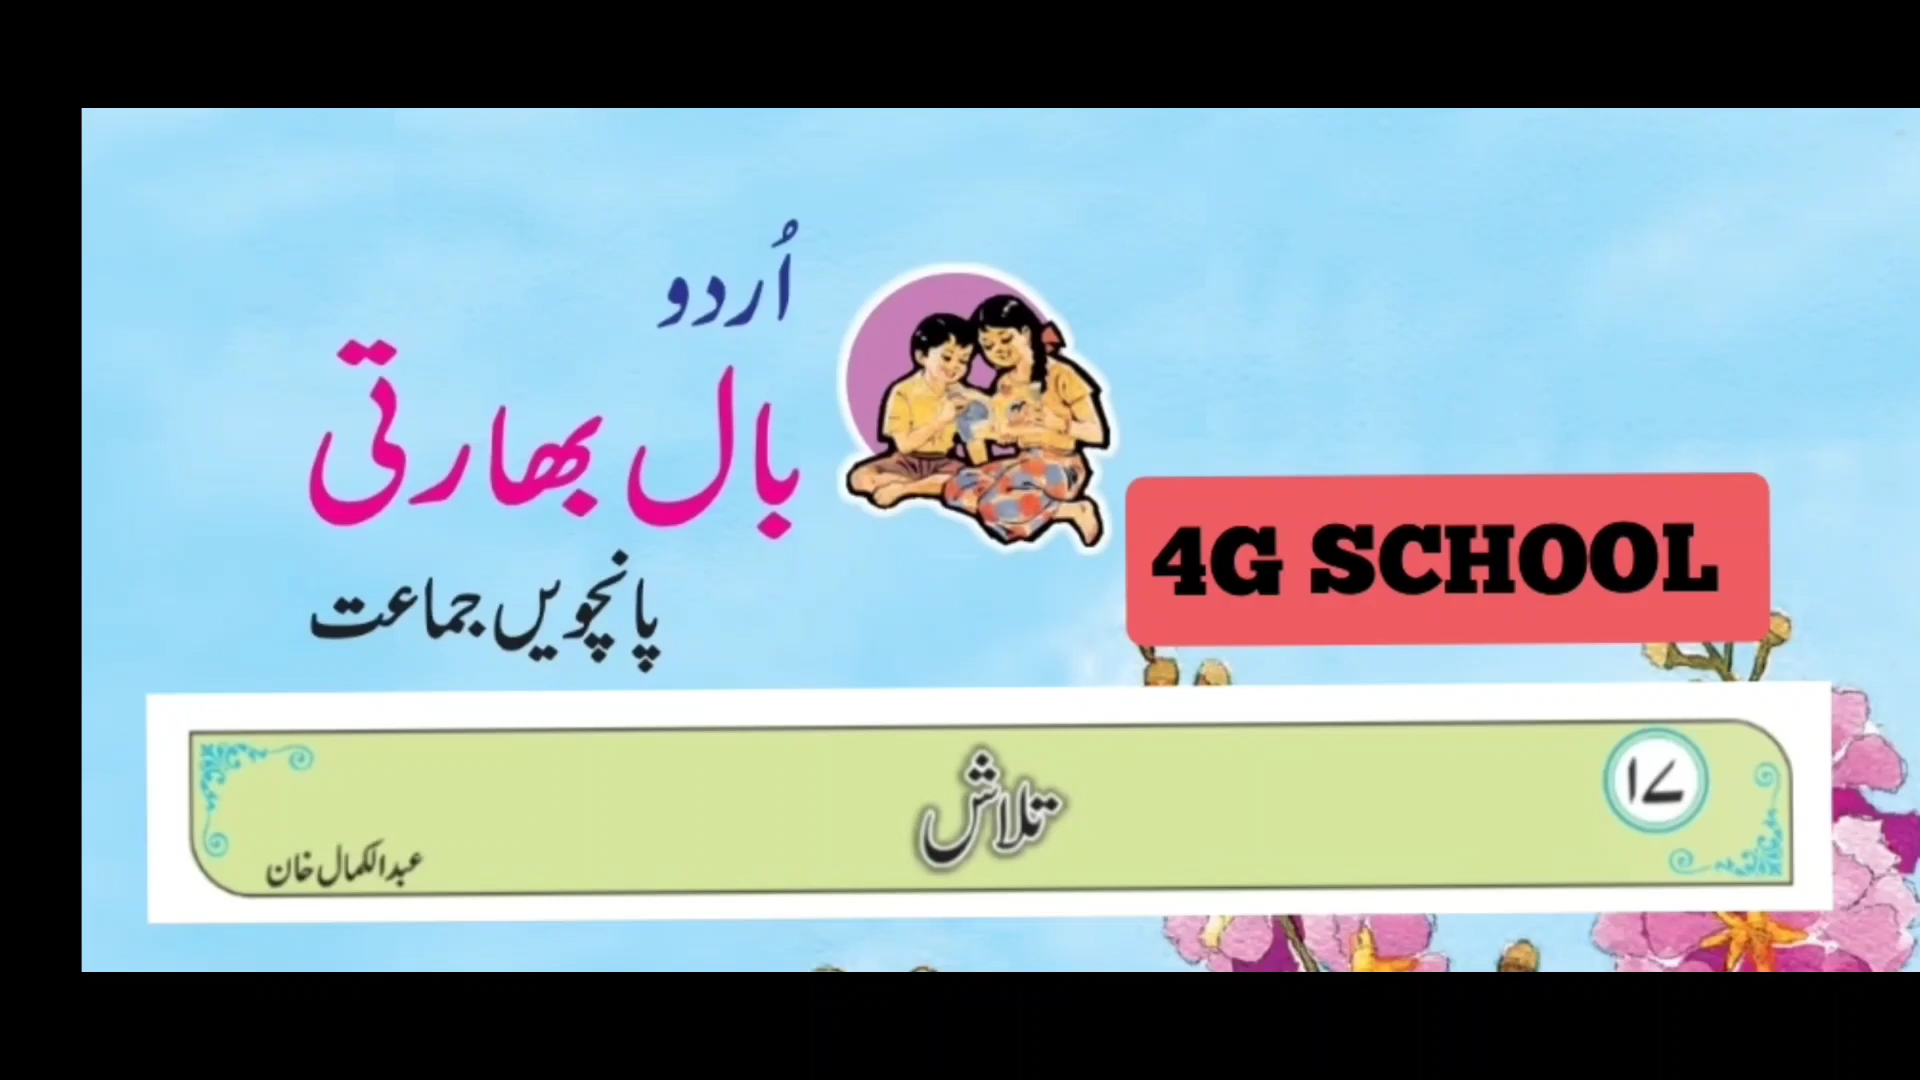 اُردو
بال بھارتی
پانچویں جماعت
4G SCHOOL
۱۷
تلاش
عبدالکمال خان